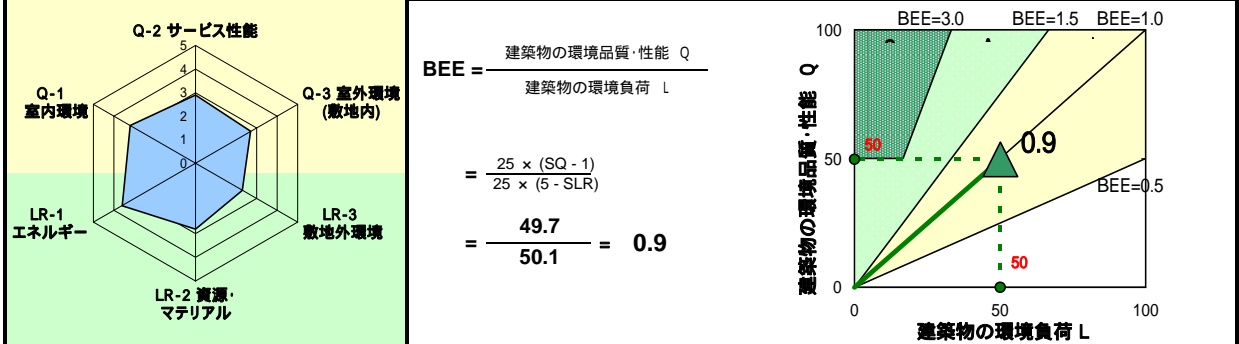 Q-2 サービス性能
5
4
3
2
1
0
Q-1
室内環境
Q-3 室外環境
(敷地内)
LR-1
エネルギー
LR-3
敷地外環境
LR-2 資源・
マテリアル
BEE = 建築物の環境品質・性能 Q
建築物の環境負荷 L
= 25 × (SQ - 1)
25 × (5 - SLR)
= 49.7
50.1
= 0.9
BEE=3.0 BEE=1.5 BEE=1.0
100
50
0
建築物の環境品質・性能 Q
50
0.9
BEE=0.5
50
0 50 100
建築物の環境負荷 L